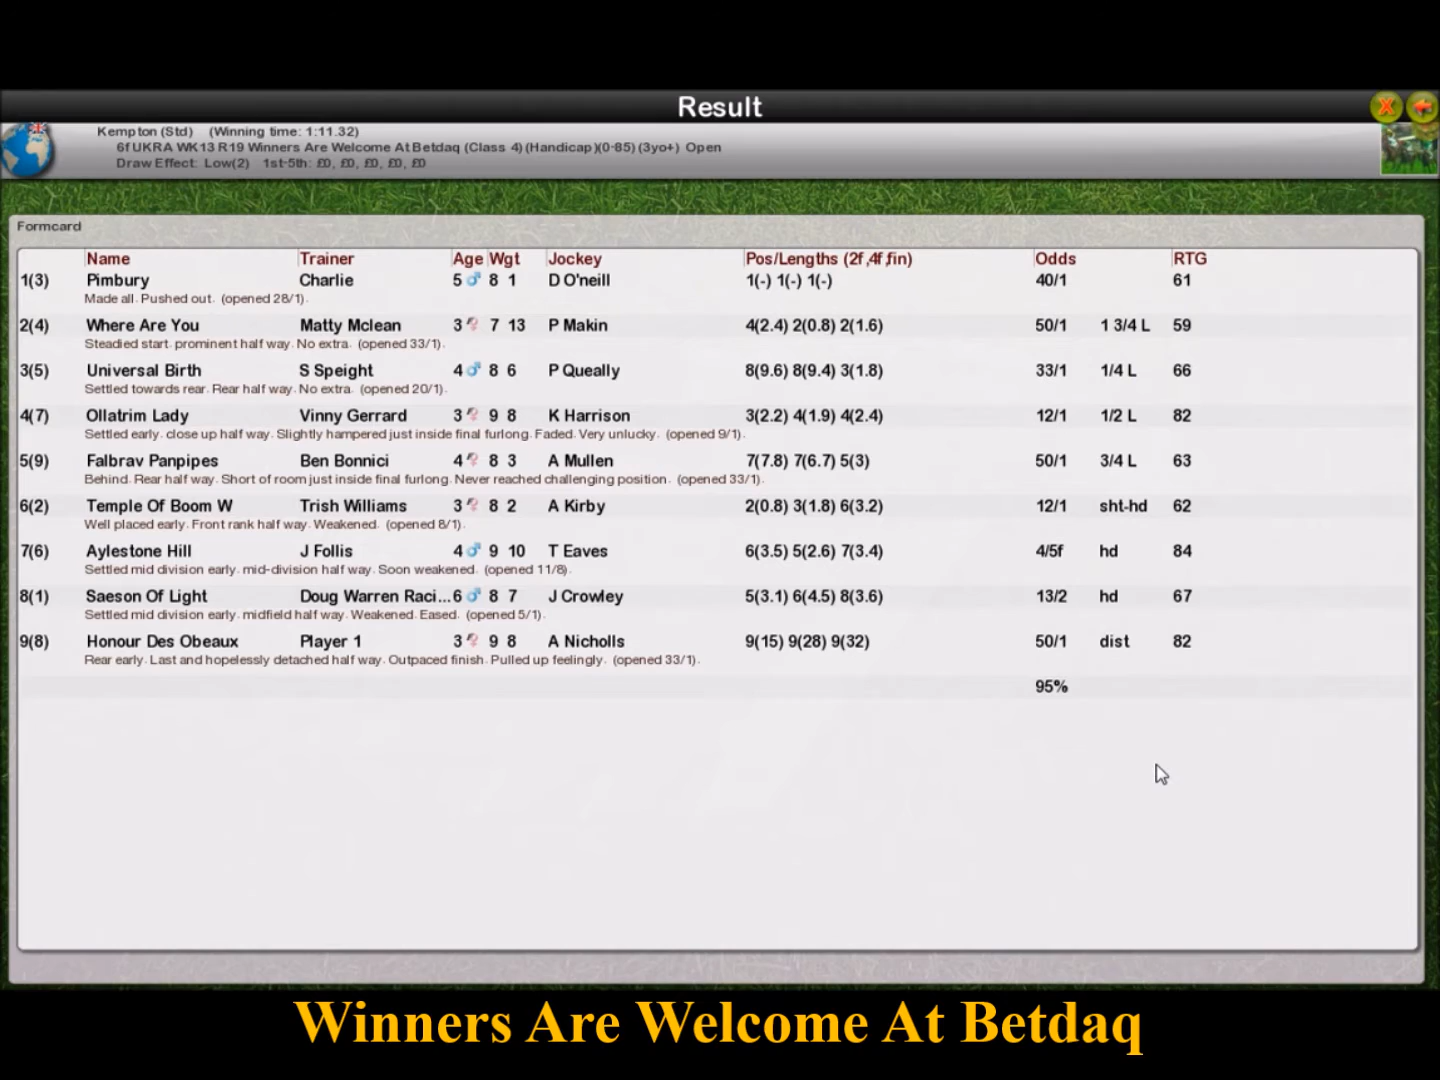 Result
Kempton (Std) (Winning time: 1:11.32)
6f UKRA WK13 R19 Winners Are Welcome At Betdaq (Class 4) (Handicap)(0-85) (3yo+) Open
Draw Effect: Low(2) 1st-5th: £0, £0, £0, £0, £0
Formcard
Name Trainer Age Wgt Jockey Pos/Lengths (2f,4f,fin) Odds RTG
1(3) Pimbury Charlie 5♂ 8 1 D O'neill 1(-) 1(-) 1(-) 40/1 61
Made all. Pushed out. (opened 28/1).
2(4) Where Are You Matty Mclean 3♀ 7 13 P Makin 4(2.4) 2(0.8) 2(1.6) 50/1 1 3/4 L 59
Steadied start. prominent half way. No extra. (opened 33/1).
3(5) Universal Birth S Speight 4♂ 8 6 P Queally 8(9.6) 8(9.4) 3(1.8) 33/1 1/4 L 66
Settled towards rear. Rear half way. No extra. (opened 20/1).
4(7) Ollatrim Lady Vinny Gerrard 3♀ 9 8 K Harrison 3(2.2) 4(1.9) 4(2.4) 12/1 1/2 L 82
Settled early. close up half way. Slightly hampered just inside final furlong. Faded. Very unlucky. (opened 9/1).
5(9) Falbrav Panpipes Ben Bonnici 4♀ 8 3 A Mullen 7(7.8) 7(6.7) 5(3) 50/1 3/4 L 63
Behind. Rear half way. Short of room just inside final furlong. Never reached challenging position. (opened 33/1).
6(2) Temple Of Boom W Trish Williams 3♀ 8 2 A Kirby 2(0.8) 3(1.8) 6(3.2) 12/1 sht-hd 62
Well placed early. Front rank half way. Weakened. (opened 8/1).
7(6) Aylestone Hill J Follis 4♂ 9 10 T Eaves 6(3.5) 5(2.6) 7(3.4) 4/5f hd 84
Settled mid division early. mid-division half way. Soon weakened. (opened 11/8).
8(1) Saeson Of Light Doug Warren Raci... 6♂ 8 7 J Crowley 5(3.1) 6(4.5) 8(3.6) 13/2 hd 67
Settled mid division early. midfield half way. Weakened. Eased. (opened 5/1).
9(8) Honour Des Obeaux Player 1 3♀ 9 8 A Nicholls 9(15) 9(28) 9(32) 50/1 dist 82
Rear early. Last and hopelessly detached half way. Outpaced finish. Pulled up feelingly. (opened 33/1).
95%
Winners Are Welcome At Betdaq